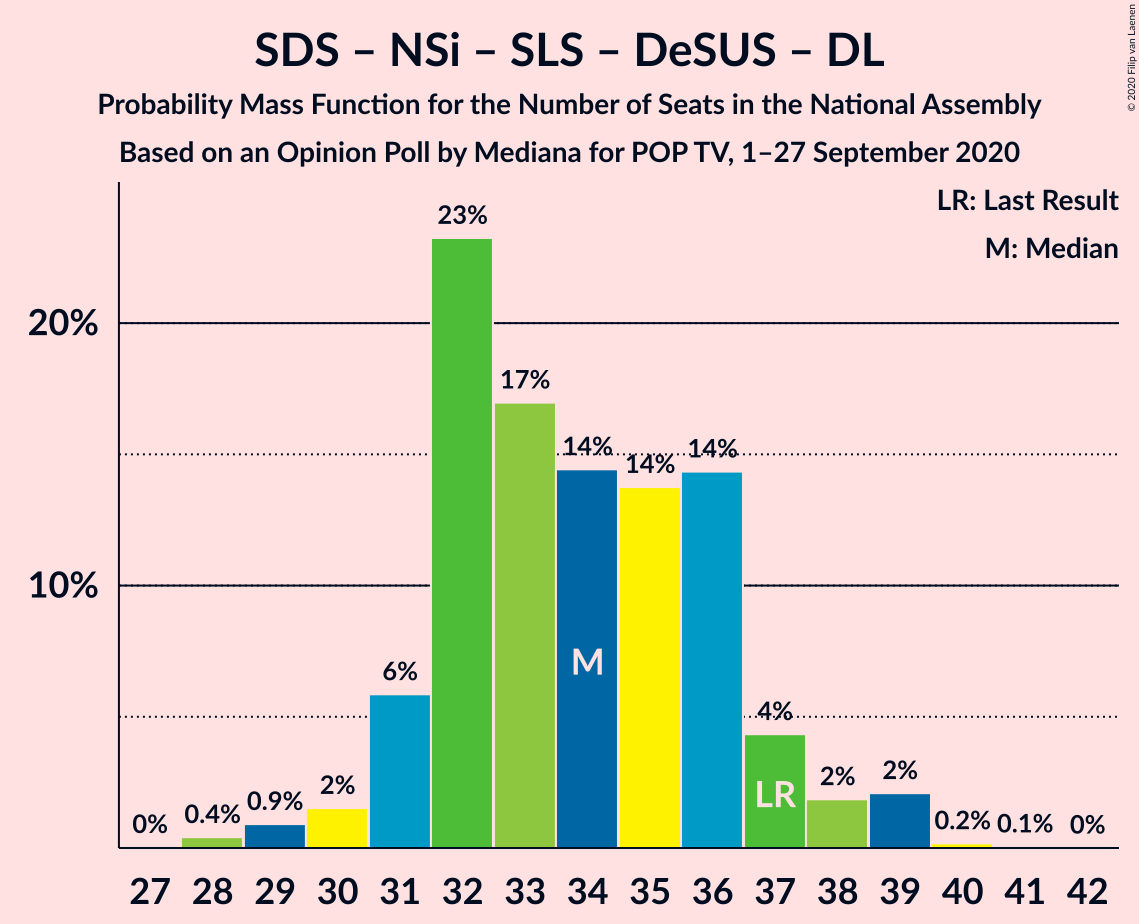 SDS – NSi – SLS – DeSUS – DL
Probability Mass Function for the Number of Seats in the National Assembly
Based on an Opinion Poll by Mediana for POP TV, 1–27 September 2020
© 2020 Filip van Laenen
LR: Last Result
M: Median
20%
10%
0%
0.4%
0.9%
2%
6%
23%
17%
14%
14%
14%
4%
2%
2%
0.2%
0.1%
0%
M
LR
27 28 29 30 31 32 33 34 35 36 37 38 39 40 41 42